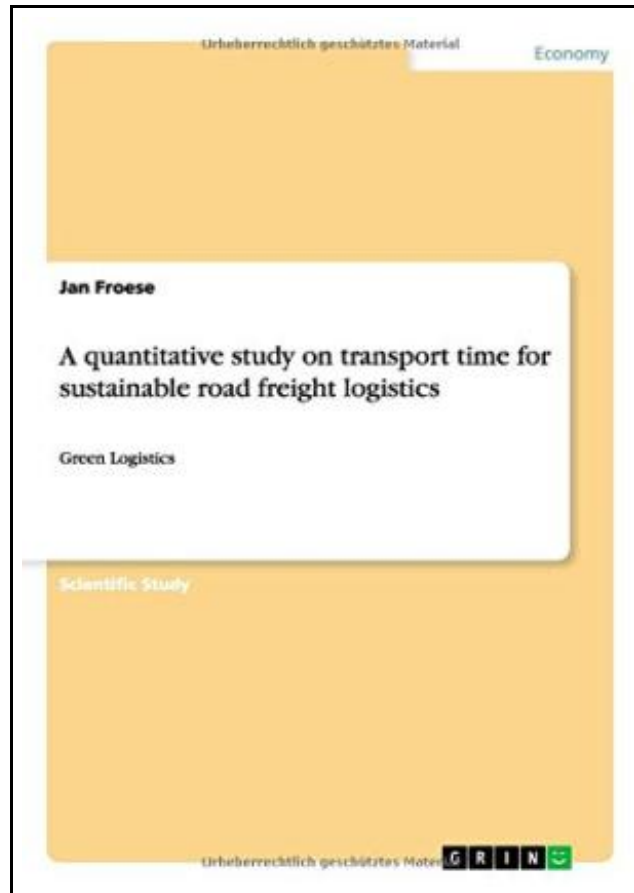 Urheberrechtlich geschütztes Material
Economy
Jan Froese
A quantitative study on transport time for
sustainable road freight logistics
Green Logistics
Scientific Study
Urheberrechtlich geschütztes Mater
GRIN